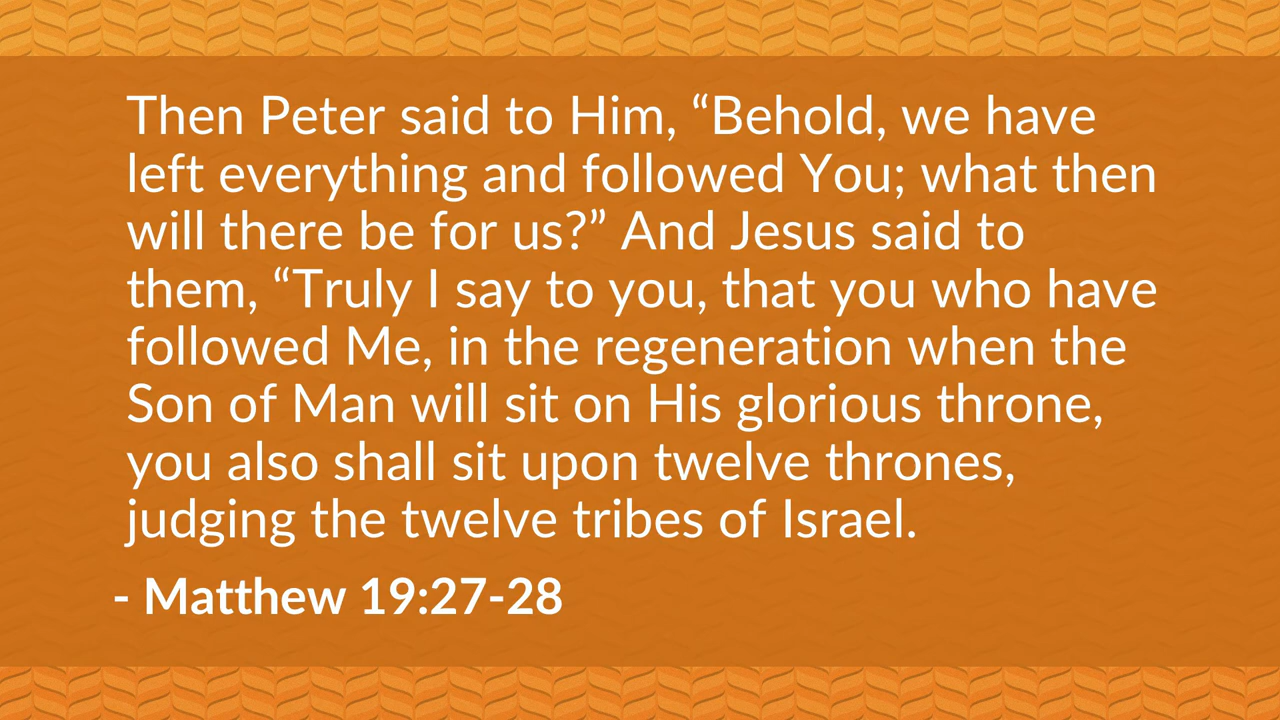 Then Peter said to Him, “Behold, we have
left everything and followed You; what then
will there be for us?” And Jesus said to
them, “Truly I say to you, that you who have
followed Me, in the regeneration when the
Son of Man will sit on His glorious throne,
you also shall sit upon twelve thrones,
judging the twelve tribes of Israel.
- Matthew 19:27-28